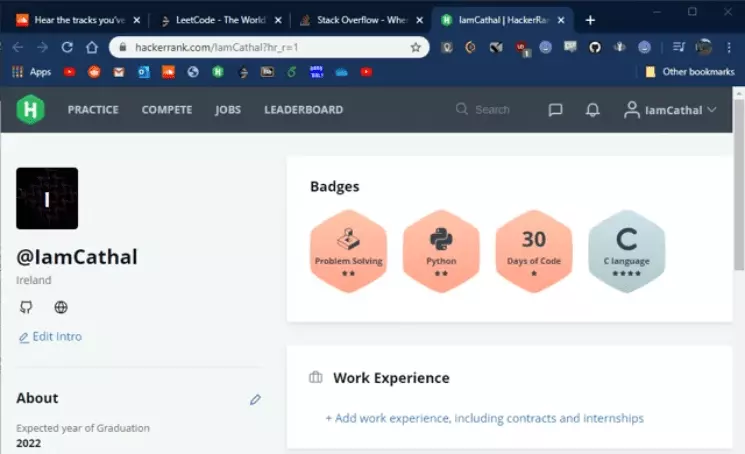 Hear the tracks you've
LeetCode - The World
Stack Overflow - Wher
IamCathal | HackerRan
hackerrank.com/IamCathal?hr_r=1
Apps
Other bookmarks
H
PRACTICE
COMPETE
JOBS
LEADERBOARD
Search
IamCathal
I
@IamCathal
Ireland
Edit Intro
About
Expected year of Graduation
2022
Badges
Problem Solving
Python
30
Days of Code
C
C language
Work Experience
+ Add work experience, including contracts and internships